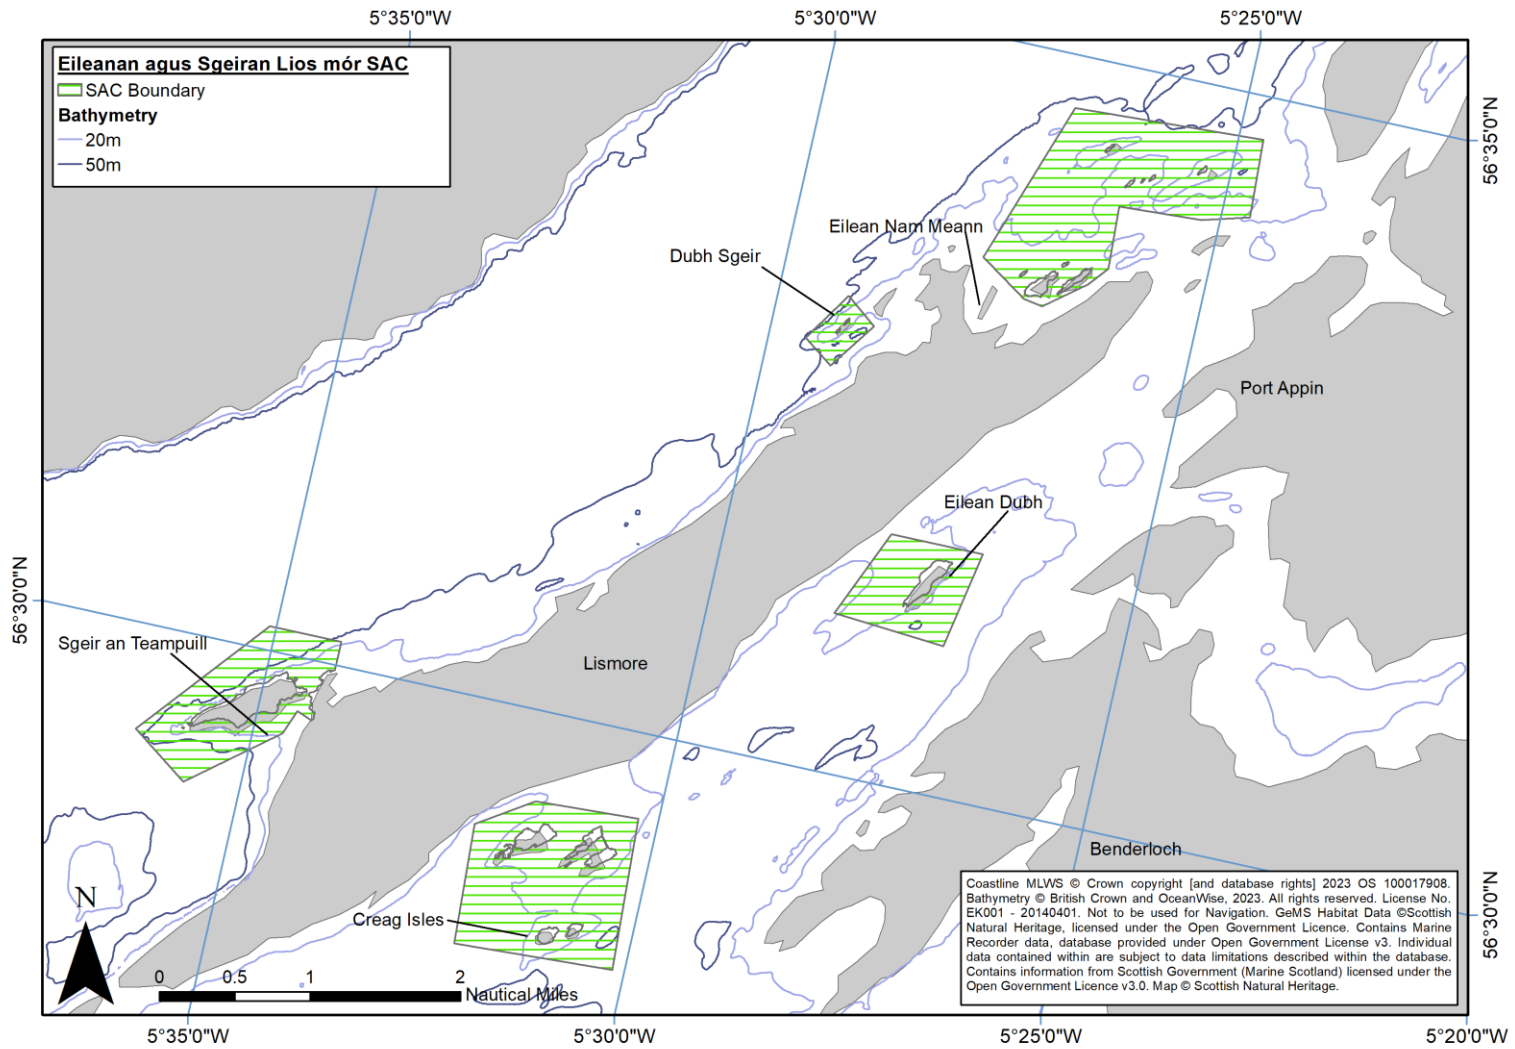 5°35'0"W
5°30'0"W
5°25'0"W
Eileanan agus Sgeiran Lios mór SAC
SAC Boundary
Bathymetry
20m
50m
56°35'0"N
Eilean Nam Meann
Dubh Sgeir
Port Appin
Eilean Dubh
56°30'0"N
Sgeir an Teampuill
Lismore
Benderloch
Creag Isles
N
0 0.5 1 2
Nautical Miles
Coastline MLWS © Crown copyright [and database rights] 2023 OS 100017908.
Bathymetry © British Crown and OceanWise, 2023. All rights reserved. License No.
EK001 - 20140401. Not to be used for Navigation. GeMS Habitat Data ©Scottish
Natural Heritage, licensed under the Open Government Licence. Contains Marine
Recorder data, database provided under Open Government License v3. Individual
data contained within are subject to data limitations described within the database.
Contains information from Scottish Government (Marine Scotland) licensed under the
Open Government Licence v3.0. Map © Scottish Natural Heritage.
56°30'0"N
5°35'0"W
5°30'0"W
5°25'0"W
5°20'0"W